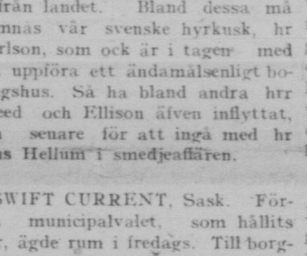 från landet. Bland dessa må
mnas vår svenske hyrkusk, hr
rlson, som ock är i tagen med
uppföra ett ändamålsenligt bo-
gshus. Så ha bland andra hrr
eed och Ellison äfven inflyttat,
senare för att ingå med hr
as Hellum i smedjeaffären.
SWIFT CURRENT, Sask. För-
municipalvalet, som hållits
r, ägde rum i fredags. Till borg-